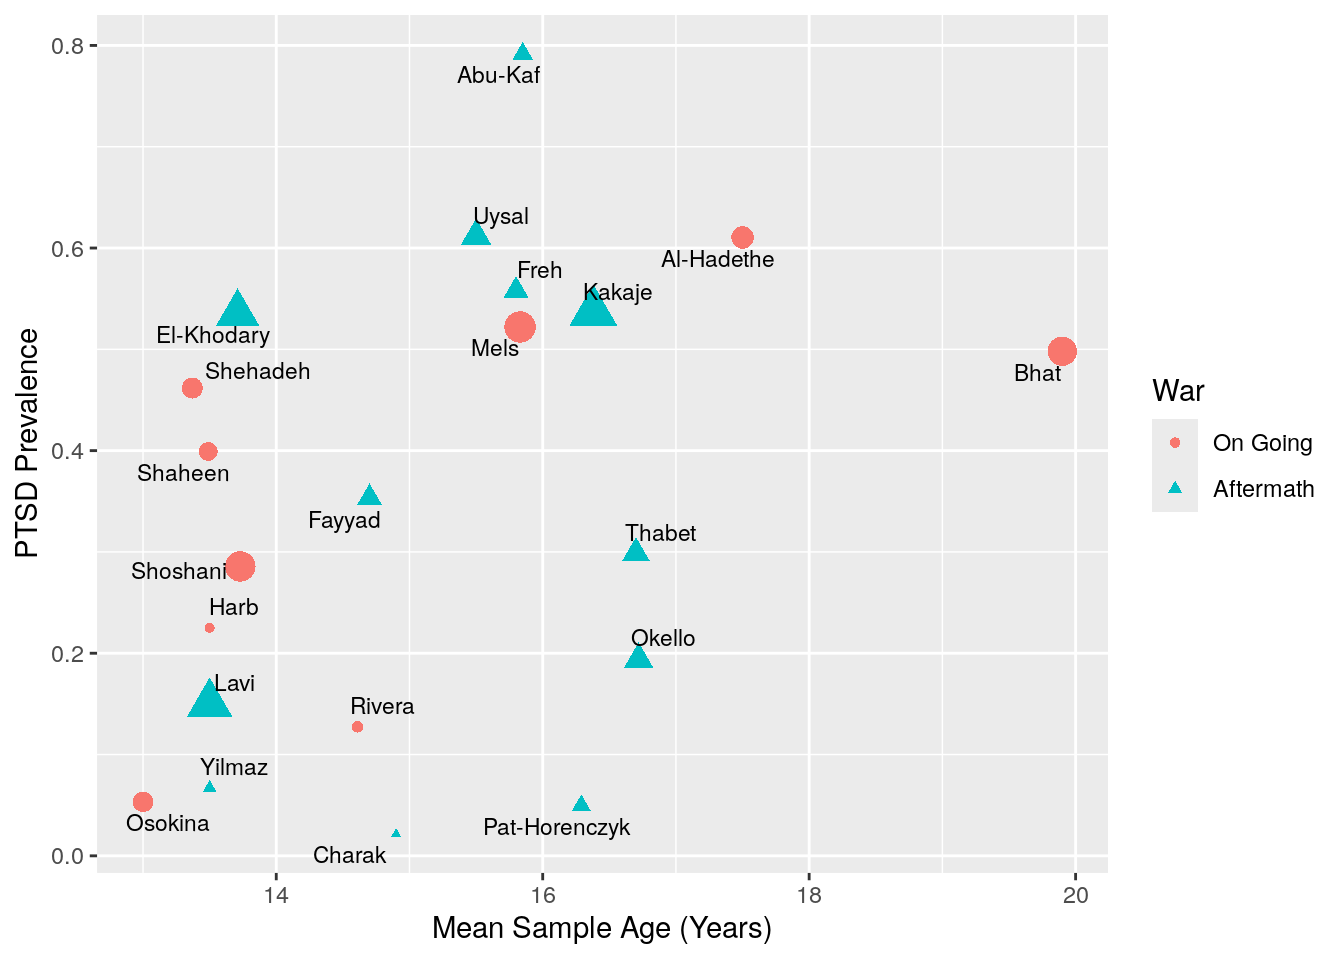 0.8
Abu-Kaf
Uysal
0.6
Al-Hadethe
Freh
Kakaje
El-Khodary
Mels
Shehadeh
Bhat
War
On Going
0.4
Shaheen
Aftermath
PTSD Prevalence
Fayyad
Thabet
Shoshani
Harb
Okello
0.2
Lavi
Rivera
Yilmaz
Osokina
Pat-Horenczyk
Charak
0.0
14
16
18
20
Mean Sample Age (Years)